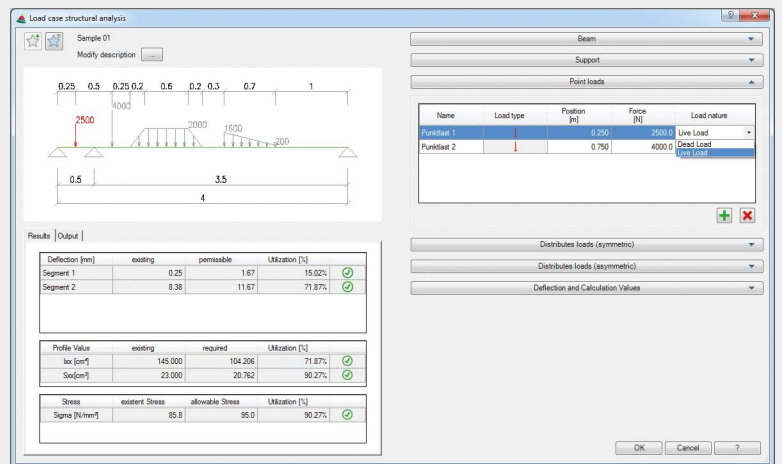 Load case structural analysis
Sample 01
Modify description ...
0.25 0.5 0.25 0.2 0.6 0.2 0.3 0.7 1
4000
2500
2000
1600
200
0.5 3.5
4
Results Output
Deflection [mm] existing permissible Utilization [%]
Segment 1 0.25 1.67 15.02%
Segment 2 8.38 11.67 71.87%
Profile Valus existing required Utilization [%]
Ixx [cm⁴] 145.000 104.206 71.87%
Sxx[cm³] 23.000 20.762 90.27%
Stress existent Stress allowable Stress Utilization [%]
Sigma [N/mm²] 85.8 95.0 90.27%
Beam
Support
Point loads
Name Load type Position [m] Force [N] Load nature
Punktlast 1 0.250 2500.0 Live Load
Punktlast 2 0.750 4000.0 Dead Load
Live Load
Distributes loads (symmetric)
Distributes loads (asymmetric)
Deflection and Calculation Values
OK Cancel ?